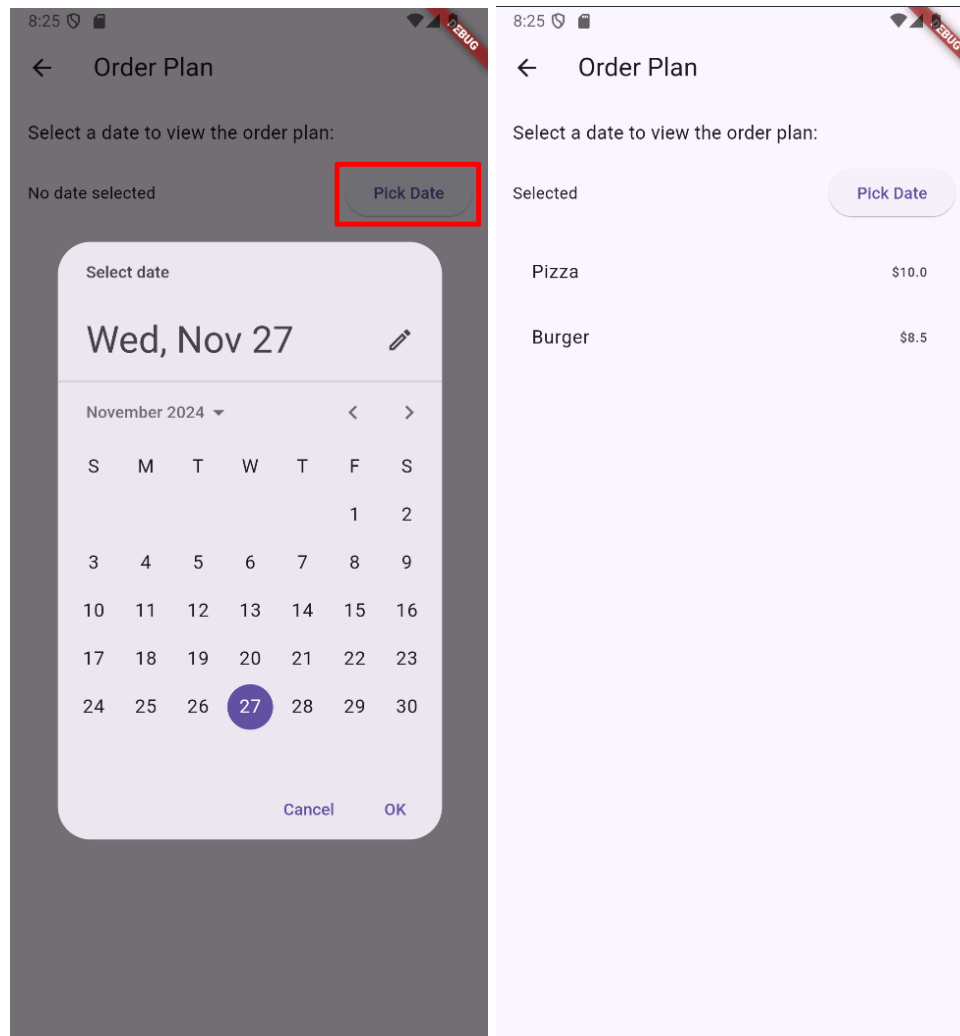 8:25
DEBUG
Order Plan
Select a date to view the order plan:
No date selected
Pick Date
Select date
Wed, Nov 27
November 2024
S M T W T F S
1 2
3 4 5 6 7 8 9
10 11 12 13 14 15 16
17 18 19 20 21 22 23
24 25 26 27 28 29 30
Cancel OK
8:25
DEBUG
Order Plan
Select a date to view the order plan:
Selected
Pick Date
Pizza $10.0
Burger $8.5